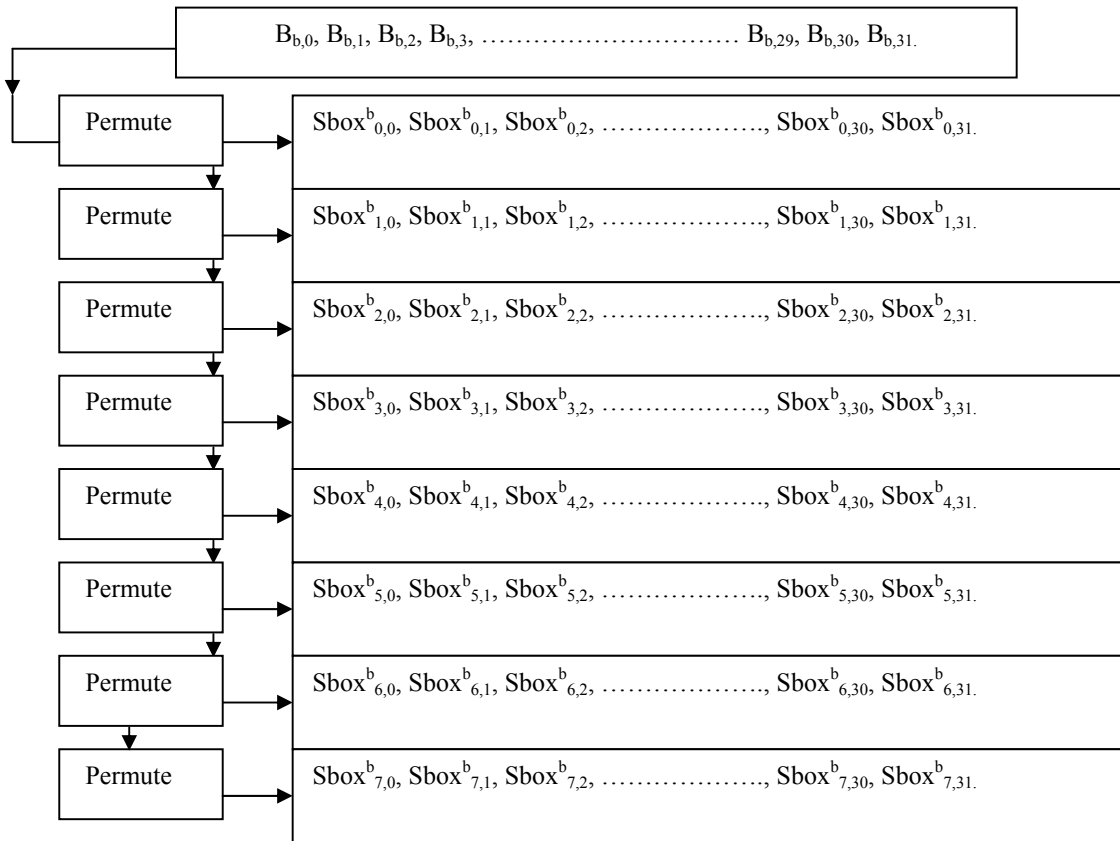 B_{b,0}, B_{b,1}, B_{b,2}, B_{b,3}, ………………………… B_{b,29}, B_{b,30}, B_{b,31.}
Permute Sbox^b_{0,0}, Sbox^b_{0,1}, Sbox^b_{0,2}, ………………., Sbox^b_{0,30}, Sbox^b_{0,31.}
Permute Sbox^b_{1,0}, Sbox^b_{1,1}, Sbox^b_{1,2}, ………………., Sbox^b_{1,30}, Sbox^b_{1,31.}
Permute Sbox^b_{2,0}, Sbox^b_{2,1}, Sbox^b_{2,2}, ………………., Sbox^b_{2,30}, Sbox^b_{2,31.}
Permute Sbox^b_{3,0}, Sbox^b_{3,1}, Sbox^b_{3,2}, ………………., Sbox^b_{3,30}, Sbox^b_{3,31.}
Permute Sbox^b_{4,0}, Sbox^b_{4,1}, Sbox^b_{4,2}, ………………., Sbox^b_{4,30}, Sbox^b_{4,31.}
Permute Sbox^b_{5,0}, Sbox^b_{5,1}, Sbox^b_{5,2}, ………………., Sbox^b_{5,30}, Sbox^b_{5,31.}
Permute Sbox^b_{6,0}, Sbox^b_{6,1}, Sbox^b_{6,2}, ………………., Sbox^b_{6,30}, Sbox^b_{6,31.}
Permute Sbox^b_{7,0}, Sbox^b_{7,1}, Sbox^b_{7,2}, ………………., Sbox^b_{7,30}, Sbox^b_{7,31.}